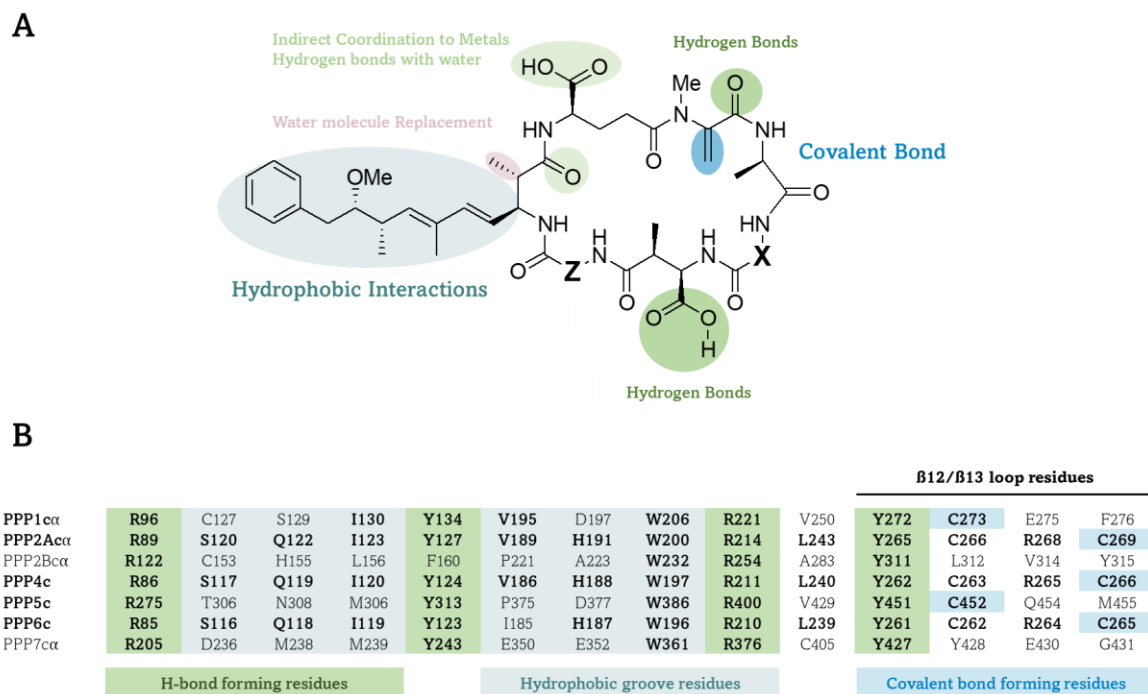 A
Indirect Coordination to Metals
Hydrogen bonds with water
Hydrogen Bonds
HO
O
Me
O
Water molecule Replacement
N
NH
NH
Covalent Bond
O
OMe
O
O
NH
NH
H
N
H
N
X
O
Z
NH
Hydrophobic Interactions
O
O
O
O
H
Hydrogen Bonds
B
ß12/ß13 loop residues
PPP1cα R96 C127 S129 I130 Y134 V195 D197 W206 R221 V250 Y272 C273 E275 F276
PPP2Acα R89 S120 Q122 I123 Y127 V189 H191 W200 R214 L243 Y265 C266 R268 C269
PPP2Bcα R122 C123 H155 L156 F160 P221 A223 W232 R254 A283 Y311 L312 V314 Y315
PPP4c R86 S117 Q119 I120 Y124 V186 H188 W197 R211 L240 Y262 C263 R265 C266
PPP5c R275 T306 N308 M306 Y313 P375 D377 W386 R400 V429 Y451 C452 Q454 M455
PPP6c R85 S116 Q118 I119 Y123 I185 H187 W196 R210 L239 Y261 C262 R264 C265
PPP7cα R205 D236 M238 M239 Y243 E350 E352 W361 R376 C405 Y427 Y428 E430 G431
H-bond forming residues
Hydrophobic groove residues
Covalent bond forming residues